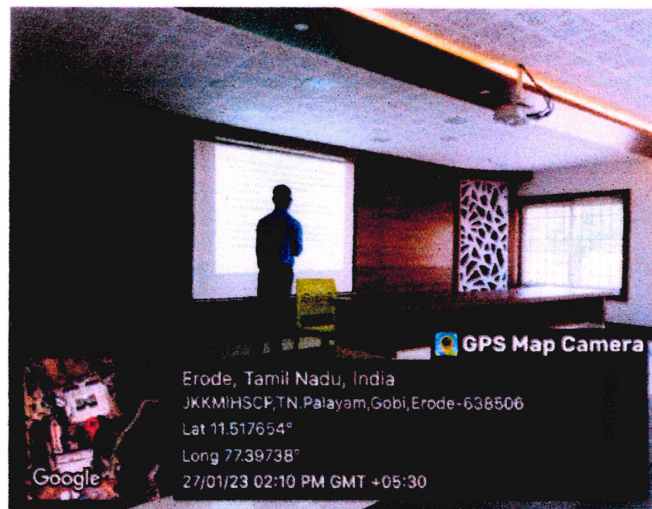 GPS Map Camera
Erode, Tamil Nadu, India
JKKMIHSCP,TN.Palayam,Gobi,Erode-638506
Lat 11.517654°
Long 77.39738°
27/01/23 02:10 PM GMT +05:30
Google